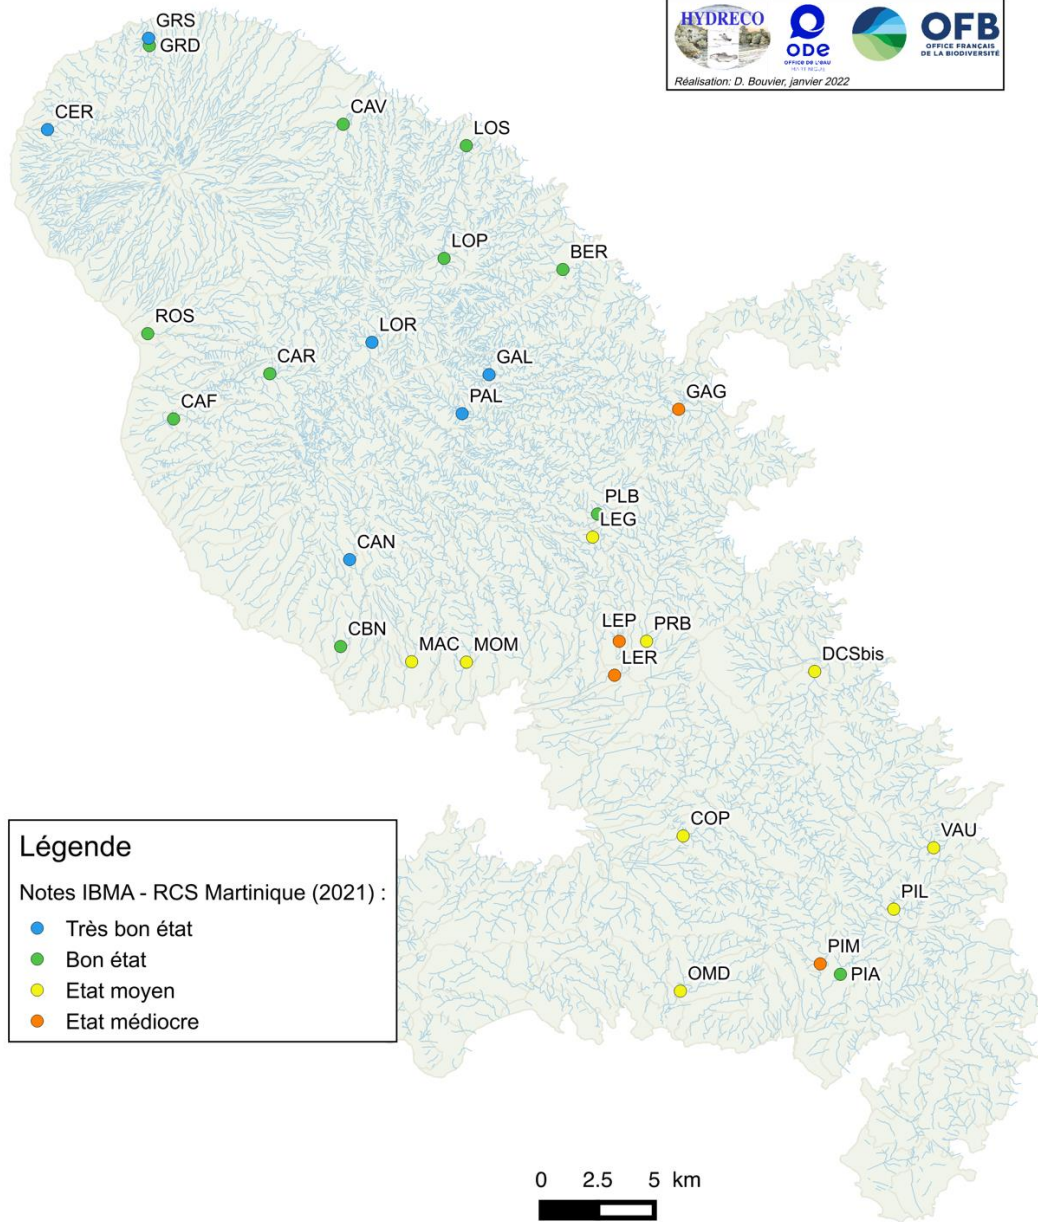 HYDRECO
ODe
OFFICE DE L'EAU
OFB
OFFICE FRANÇAIS
DE LA BIODIVERSITÉ
Réalisation: D. Bouvier, janvier 2022
GRS
GRD
CER
CAV
LOS
LOP
BER
ROS
LOR
CAR
GAL
CAF
PAL
GAG
PLB
LEG
CAN
CBN
MAC
MOM
LEP
PRB
LER
DCSbis
COP
VAU
PIL
PIM
PIA
OMD
Légende
Notes IBMA - RCS Martinique (2021) :
Très bon état
Bon état
Etat moyen
Etat médiocre
0 2.5 5 km